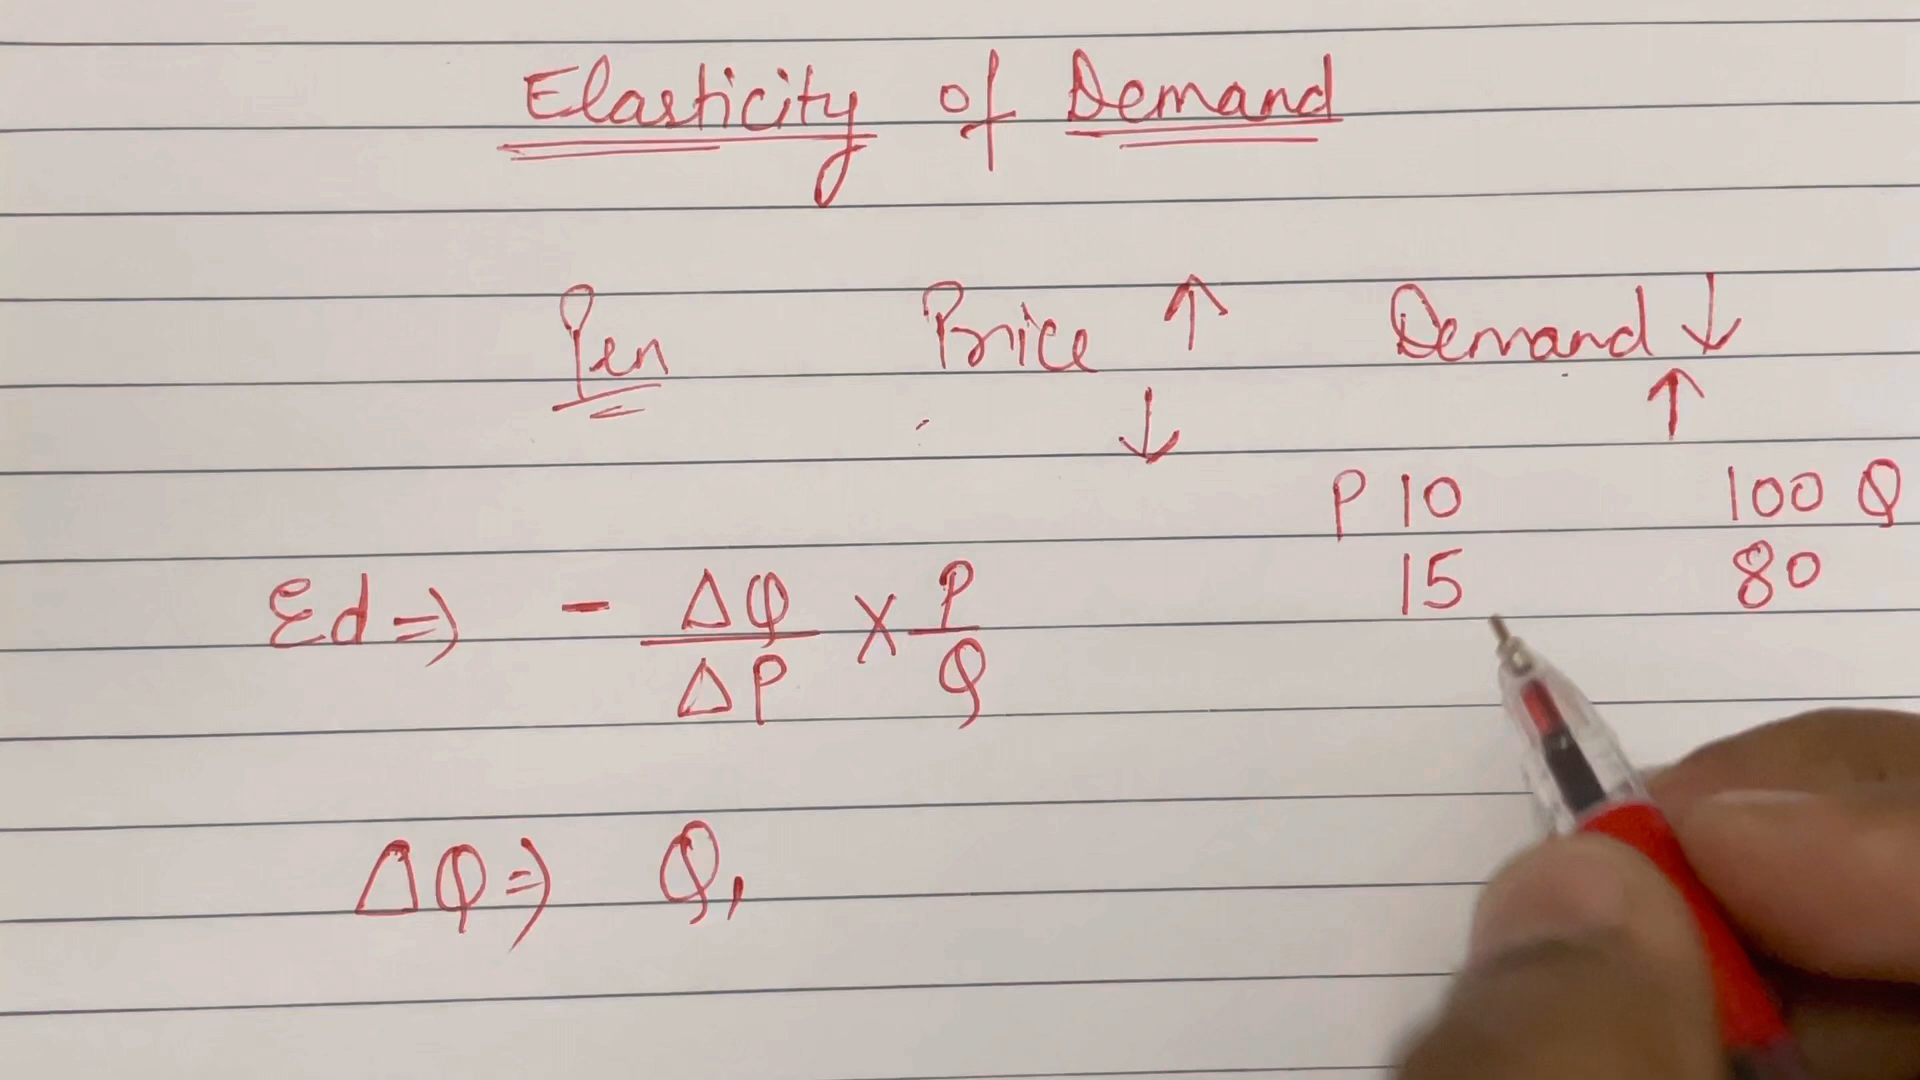 Elasticity of Demand
Pen Price ↑ Demand ↓
↓ ↑
P 10 100 Q
15 80
Ed ⇒ - ΔQ/ΔP × P/Q
ΔQ ⇒ Q,